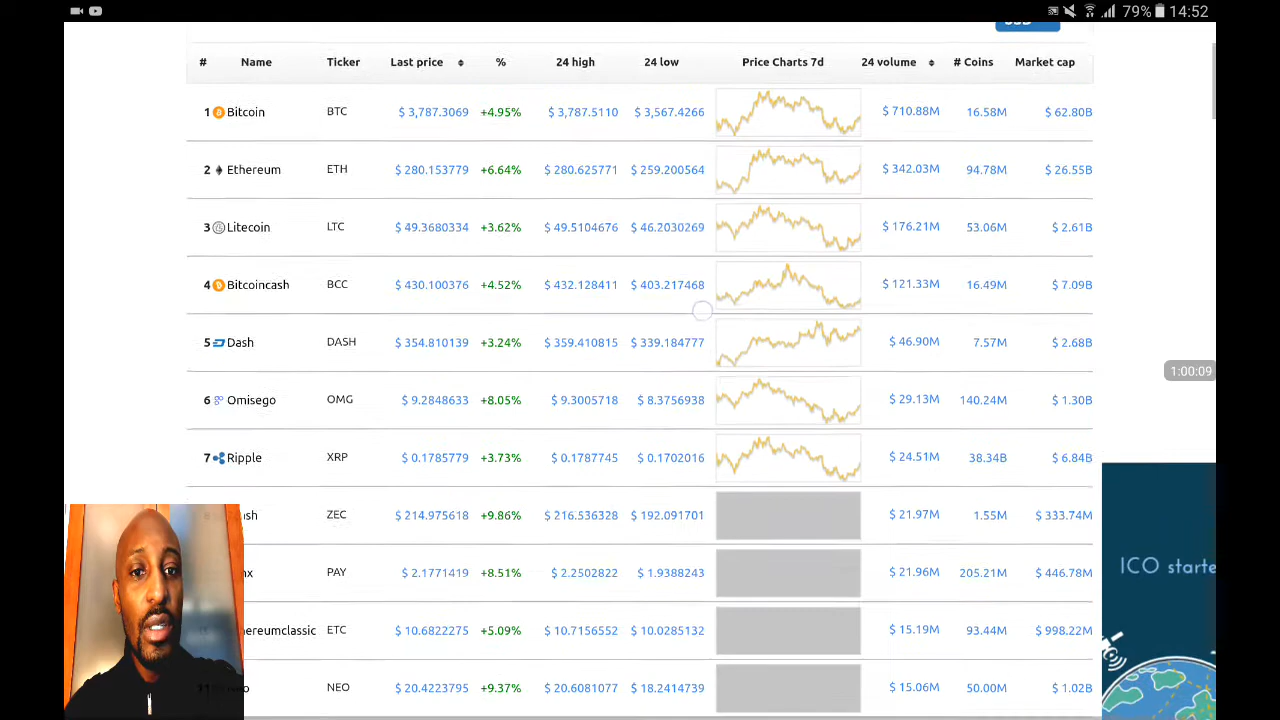 79% 14:52
# Name Ticker Last price % 24 high 24 low Price Charts 7d 24 volume # Coins Market cap
1 Bitcoin BTC $ 3,787.3069 +4.95% $ 3,787.5110 $ 3,567.4266 $ 710.88M 16.58M $ 62.80B
2 Ethereum ETH $ 280.153779 +6.64% $ 280.625771 $ 259.200564 $ 342.03M 94.78M $ 26.55B
3 Litecoin LTC $ 49.3680334 +3.62% $ 49.5104676 $ 46.2030269 $ 176.21M 53.06M $ 2.61B
4 Bitcoincash BCC $ 430.100376 +4.52% $ 432.128411 $ 403.217468 $ 121.33M 16.49M $ 7.09B
5 Dash DASH $ 354.810139 +3.24% $ 359.410815 $ 339.184777 $ 46.90M 7.57M $ 2.68B
1:00:09
6 Omisego OMG $ 9.2848633 +8.05% $ 9.3005718 $ 8.3756938 $ 29.13M 140.24M $ 1.30B
7 Ripple XRP $ 0.1785779 +3.73% $ 0.1787745 $ 0.1702016 $ 24.51M 38.34B $ 6.84B
ZEC $ 214.975618 +9.86% $ 216.536328 $ 192.091701 $ 21.97M 1.55M $ 333.74M
PAY $ 2.1771419 +8.51% $ 2.2502822 $ 1.9388243 $ 21.96M 205.21M $ 446.78M
ICO starte
hereumclassic ETC $ 10.6822275 +5.09% $ 10.7156552 $ 10.0285132 $ 15.19M 93.44M $ 998.22M
NEO $ 20.4223795 +9.37% $ 20.6081077 $ 18.2414739 $ 15.06M 50.00M $ 1.02B